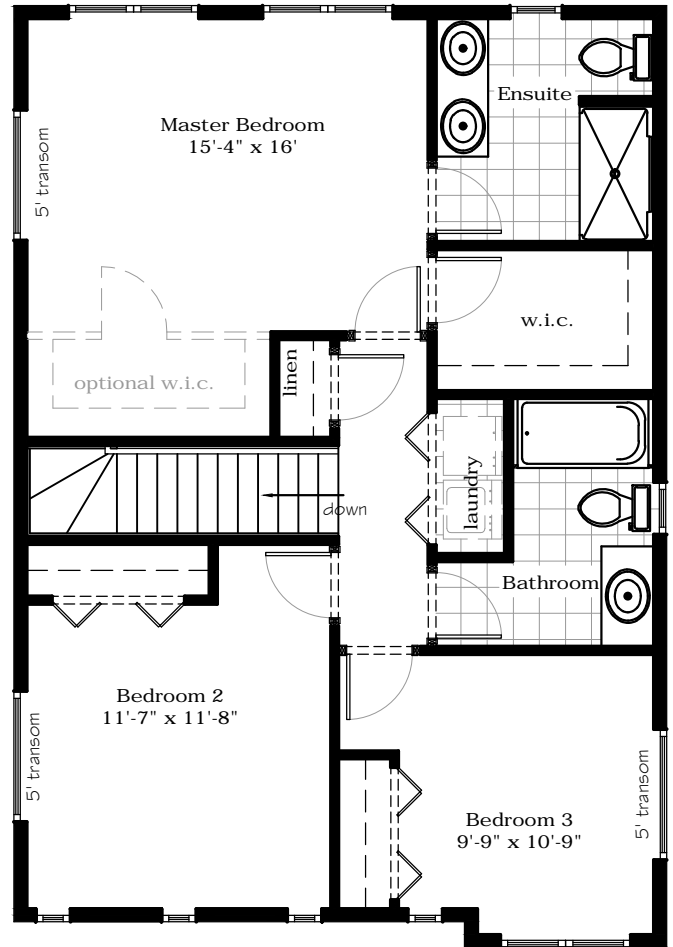 Ensuite
Master Bedroom
15'-4" x 16'
5' transom
w.i.c.
linen
optional w.i.c.
laundry
down
Bathroom
Bedroom 2
11'-7" x 11'-8"
5' transom
5' transom
Bedroom 3
9'-9" x 10'-9"